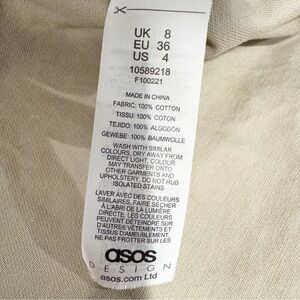 UK 8
EU 36
US 4
10589218
F100221
MADE IN CHINA
FABRIC: 100% COTTON
TISSU: 100% COTON
TEJIDO: 100% ALGODÓN
GEWEBE: 100% BAUMWOLLE
WASH WITH SIMILAR
COLOURS, DRY AWAY FROM
DIRECT LIGHT, COLOUR
MAY TRANSFER ONTO
OTHER GARMENTS AND
UPHOLSTERY, DO NOT RUB
ISOLATED STAINS
LAVER AVEC DES COULEURS
SIMILAIRES, FAIRE SÉCHER
À L'ABRI DE LA LUMIÈRE
DIRECTE, LES COULEURS
PEUVENT DÉTEINDRE SUR
D'AUTRES VÊTEMENTS ET
TISSUS D'AMEUBLEMENT,
NE PAS FROTTER SUR LES
asos
DESIGN
asos.com Ltd